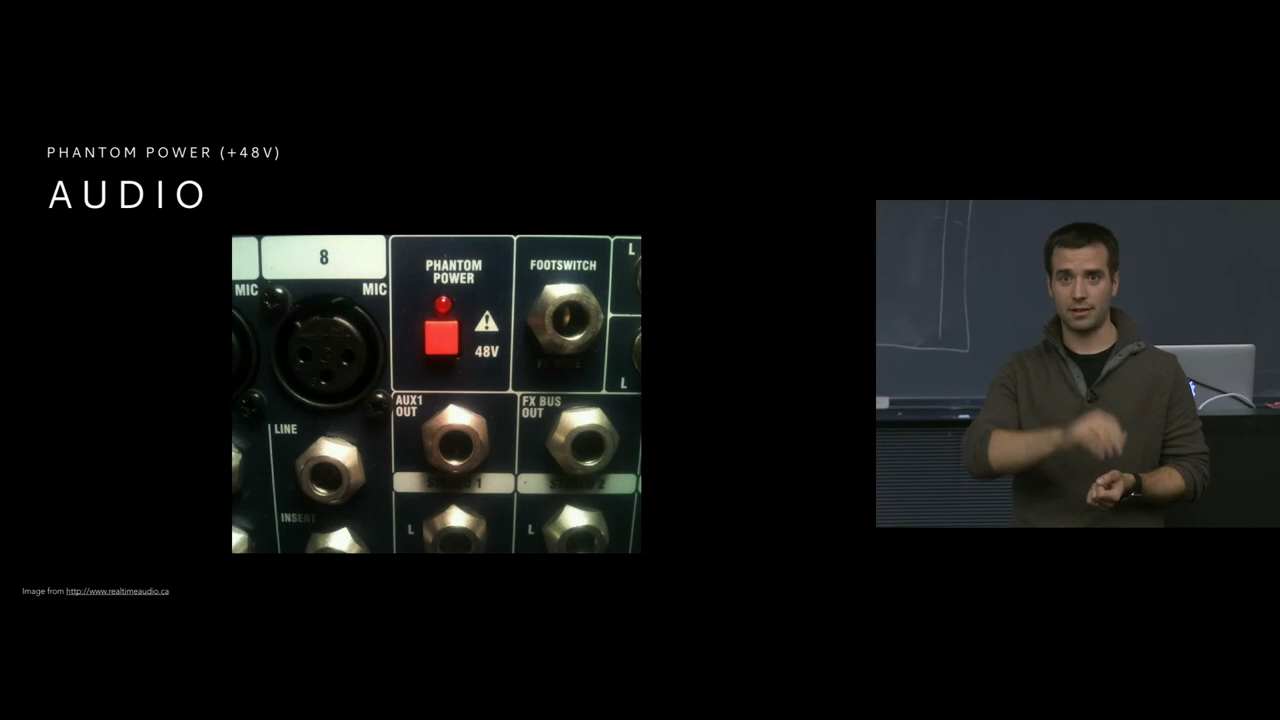 PHANTOM POWER (+48V)
AUDIO
8
MIC
MIC
PHANTOM
POWER
48V
FOOTSWITCH
L
L
LINE
AUX1
OUT
FX BUS
OUT
INSERT
L
L
Image from http://www.realtimeaudio.ca